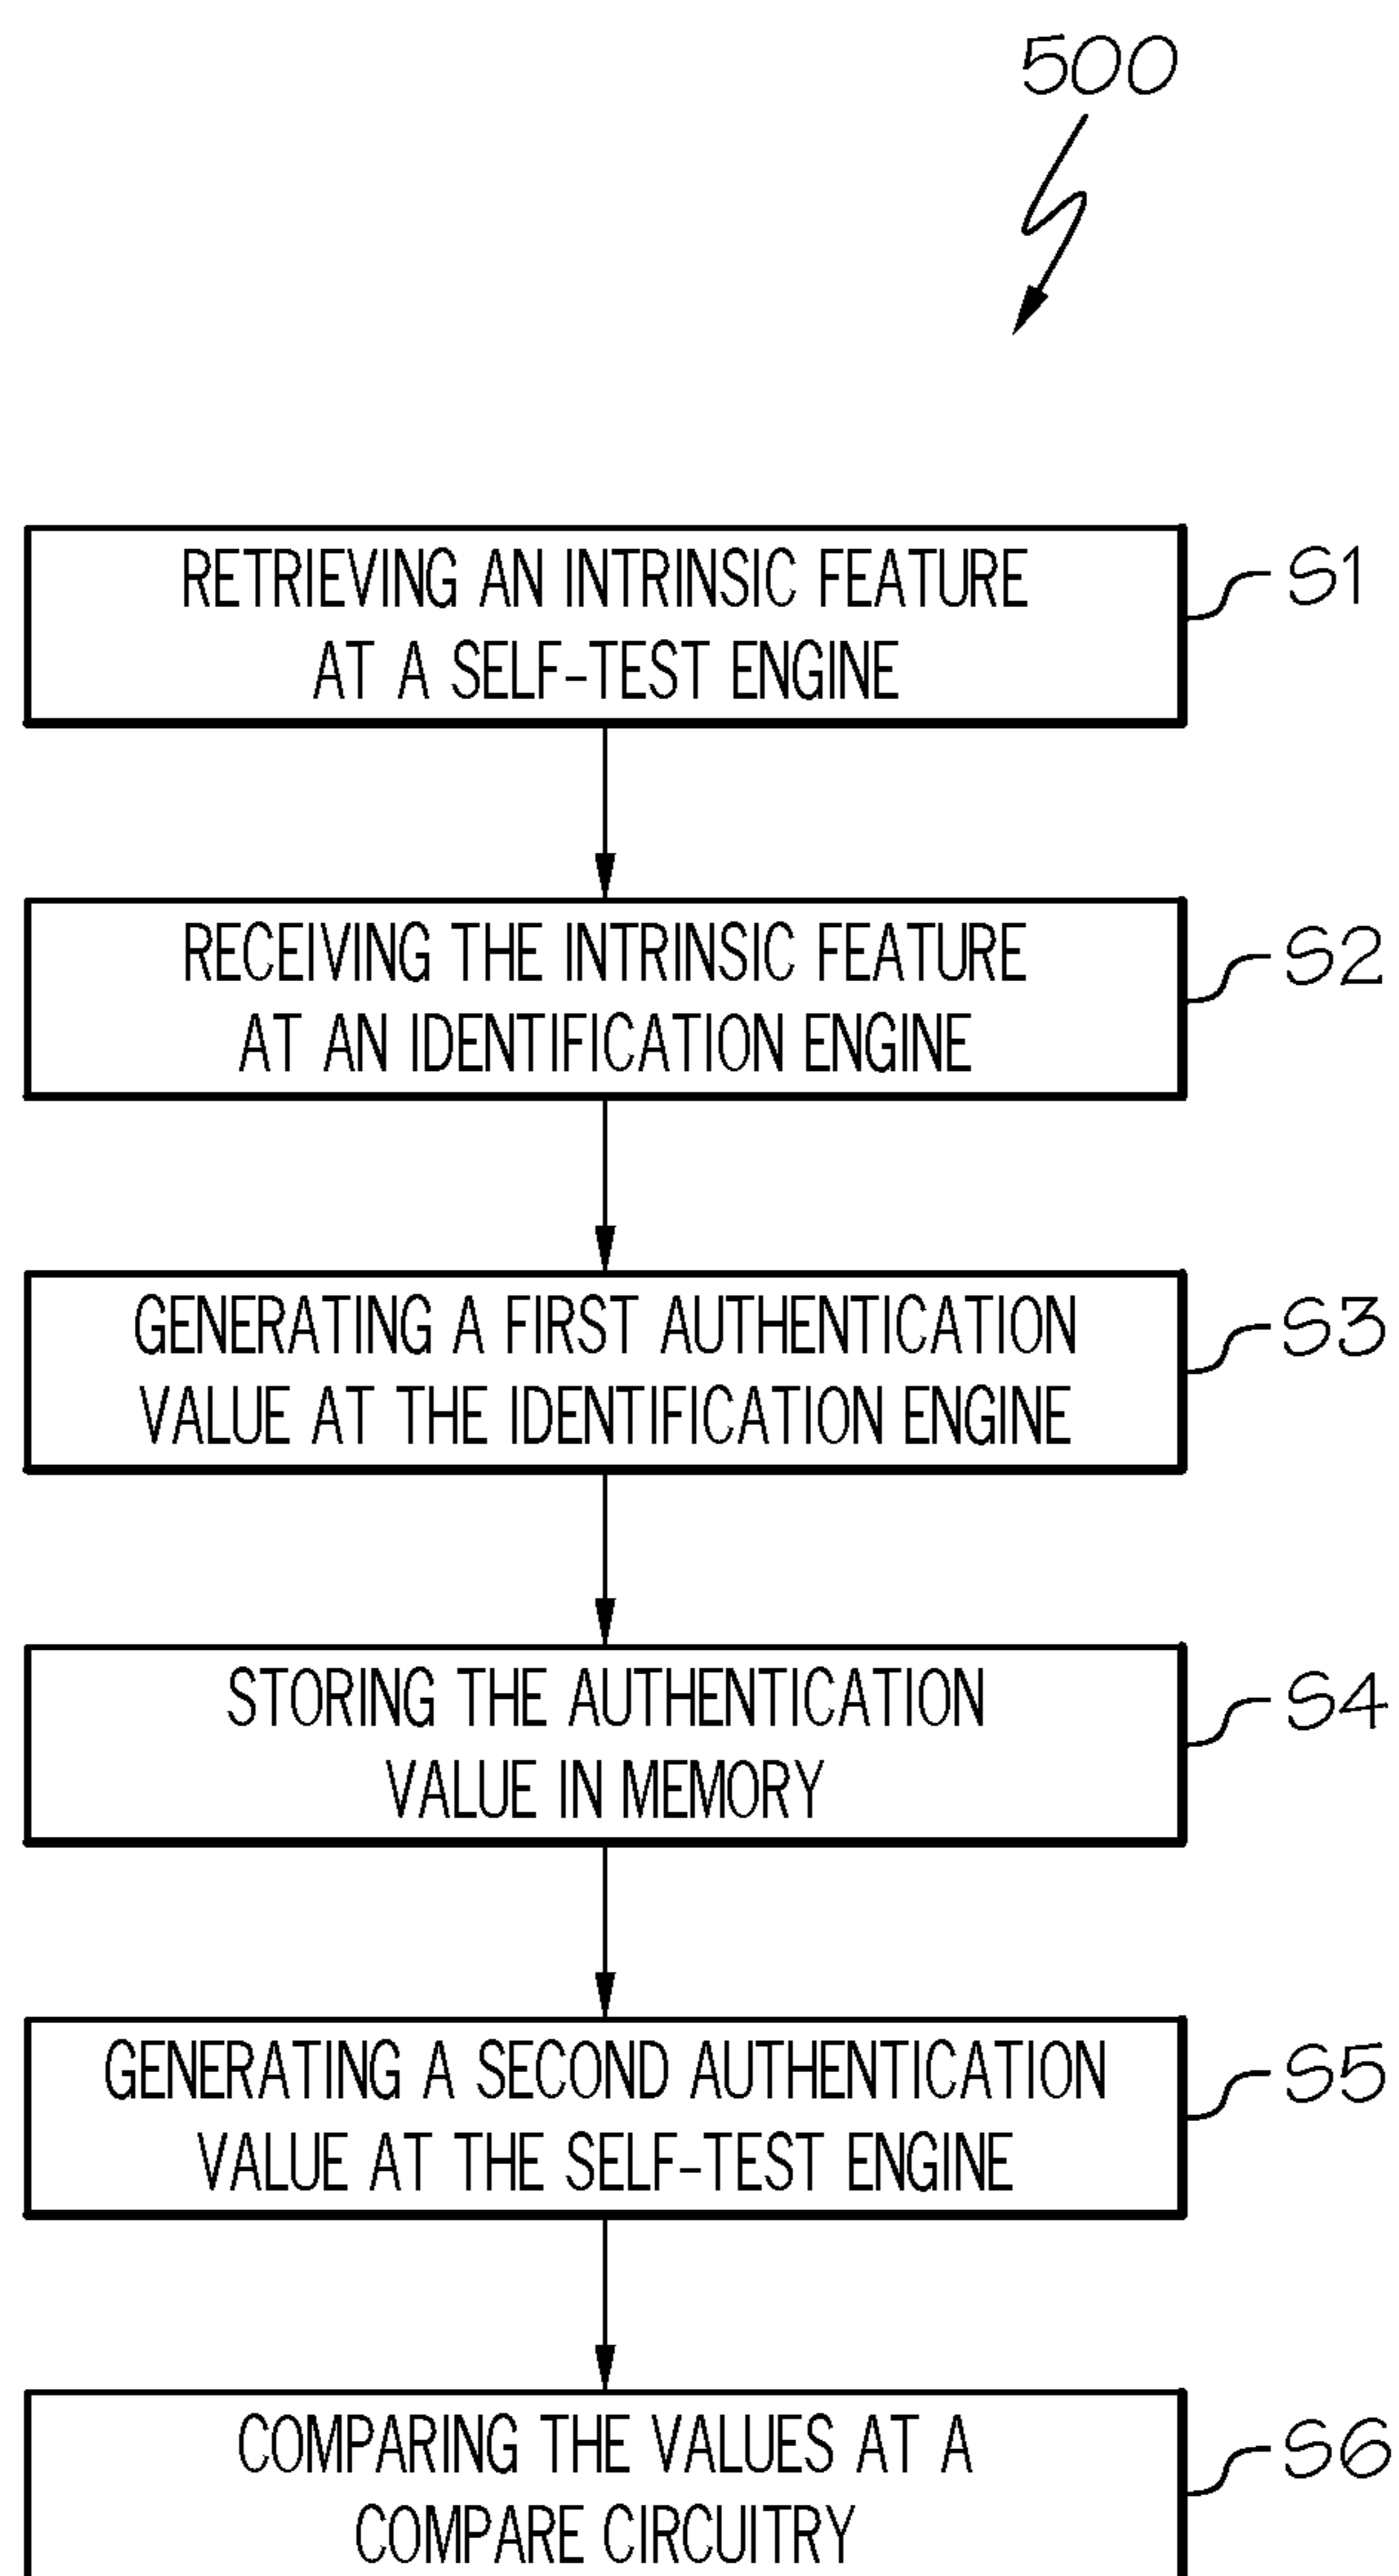 500
RETRIEVING AN INTRINSIC FEATURE
AT A SELF-TEST ENGINE
S1
RECEIVING THE INTRINSIC FEATURE
AT AN IDENTIFICATION ENGINE
S2
GENERATING A FIRST AUTHENTICATION
VALUE AT THE IDENTIFICATION ENGINE
S3
STORING THE AUTHENTICATION
VALUE IN MEMORY
S4
GENERATING A SECOND AUTHENTICATION
VALUE AT THE SELF-TEST ENGINE
S5
COMPARING THE VALUES AT A
COMPARE CIRCUITRY
S6